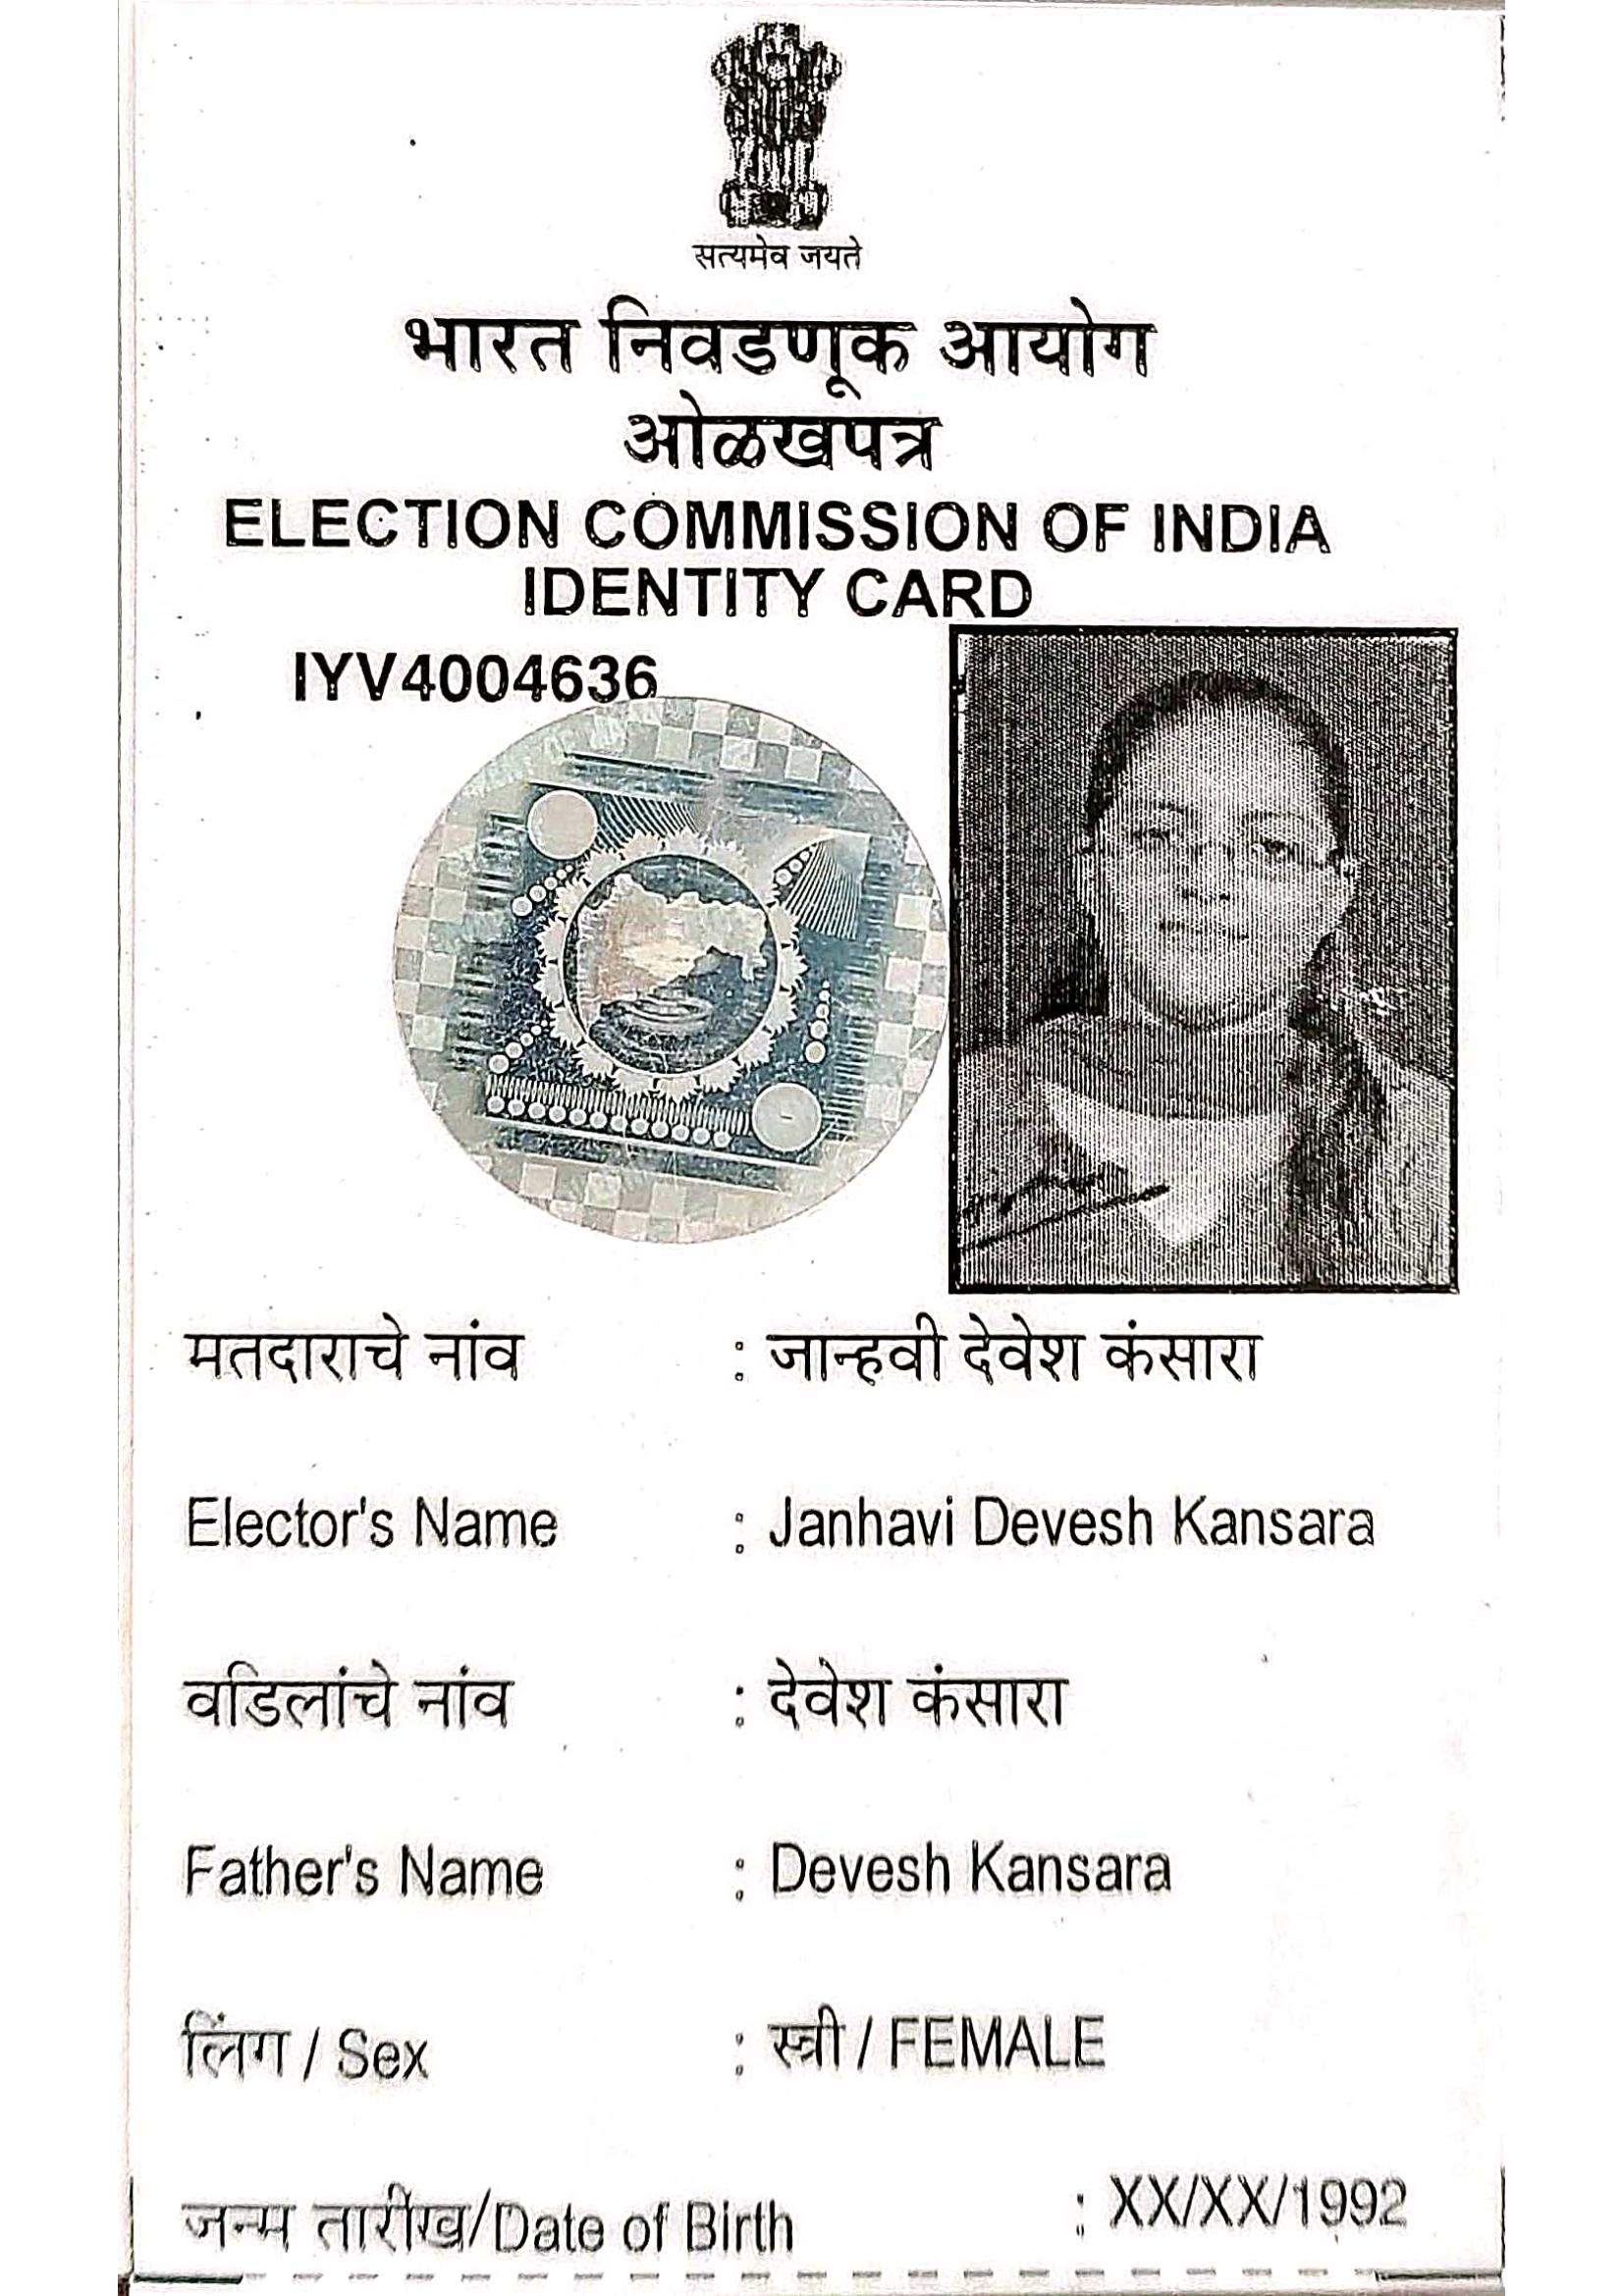 सत्यमेव जयते
भारत निवडणूक आयोग
ओळखपत्र
ELECTION COMMISSION OF INDIA
IDENTITY CARD
IYV4004636
मतदाराचे नांव : जान्हवी देवेश कंसारा
Elector's Name : Janhavi Devesh Kansara
वडिलांचे नांव : देवेश कंसारा
Father's Name : Devesh Kansara
लिंग / Sex : स्त्री / FEMALE
जन्म तारीख/Date of Birth : XX/XX/1992